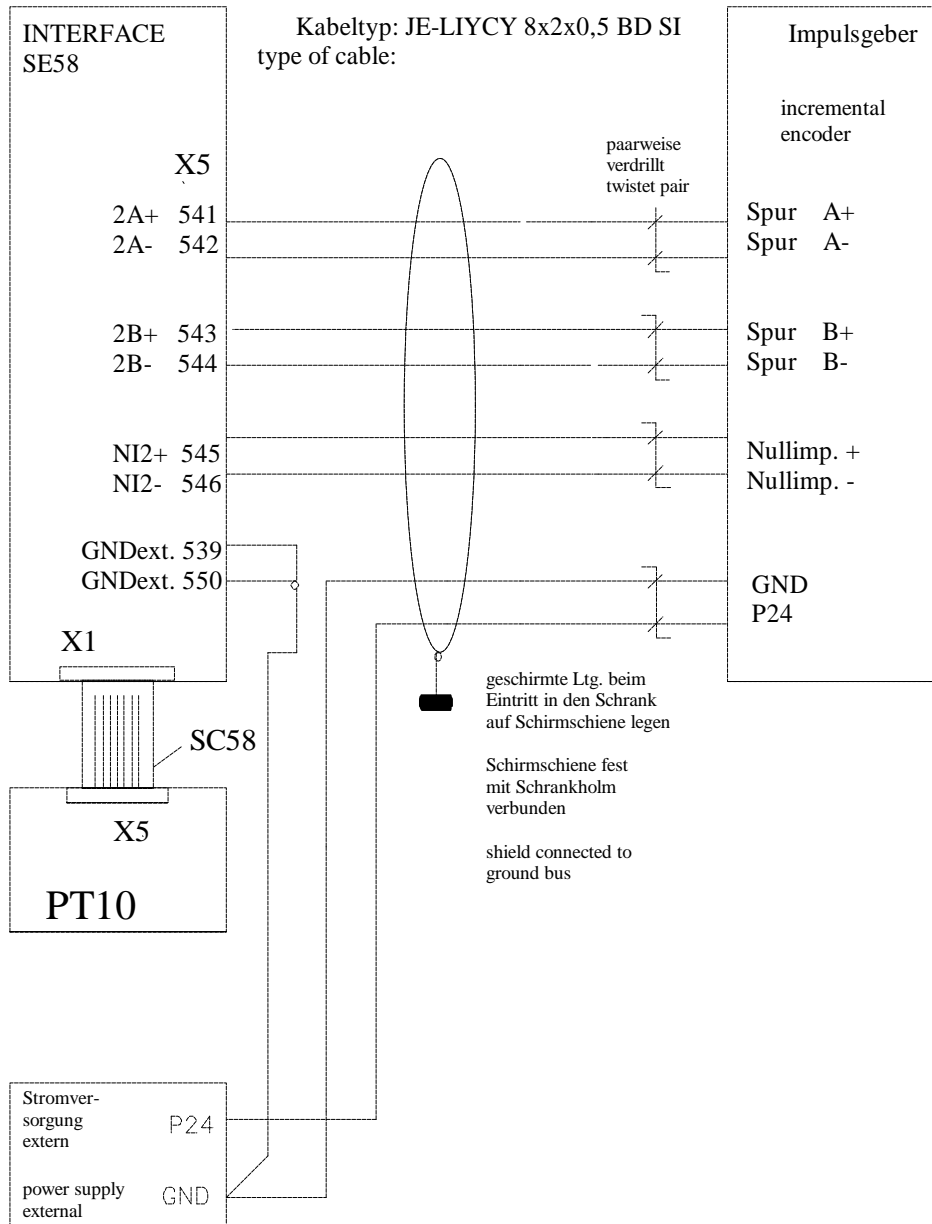 INTERFACE
SE58
Kabeltyp: JE-LIYCY 8x2x0,5 BD SI
type of cable:
Impulsgeber
incremental
encoder
paarweise
verdrillt
twistet pair
X5
2A+ 541
2A- 542
2B+ 543
2B- 544
NI2+ 545
NI2- 546
GNDext. 539
GNDext. 550
X1
Spur A+
Spur A-
Spur B+
Spur B-
Nullimp. +
Nullimp. -
GND
P24
geschirmte Ltg. beim
Eintritt in den Schrank
auf Schirmschiene legen
Schirmschiene fest
mit Schrankholm
verbunden
shield connected to
ground bus
SC58
X5
PT10
Stromver-
sorgung
extern
P24
power supply
external
GND